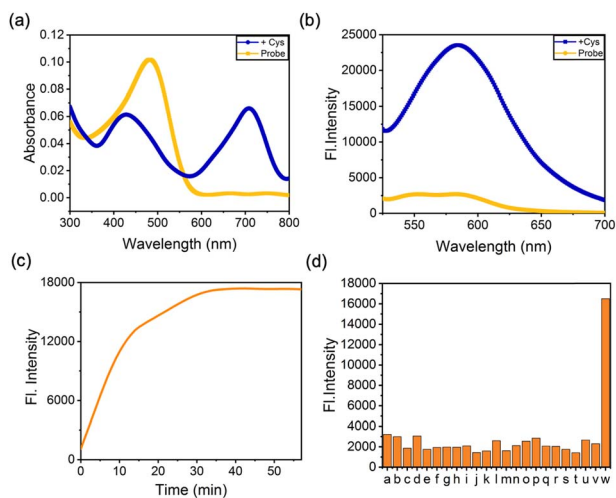 (a)
+ Cys
Probe
0.12
0.10
0.08
0.06
0.04
0.02
0.00
Absorbance
300 400 500 600 700 800
Wavelength (nm)
(b)
+Cys
Probe
25000
20000
15000
10000
5000
0
Fl.Intensity
550 600 650 700
Wavelength (nm)
(c)
18000
13500
9000
4500
0
Fl. Intensity
0 10 20 30 40 50
Time (min)
(d)
18000
16000
14000
12000
10000
8000
6000
4000
2000
0
Fl. Intensity
a b c d e f g h i j k l m n o p q r s t u v w